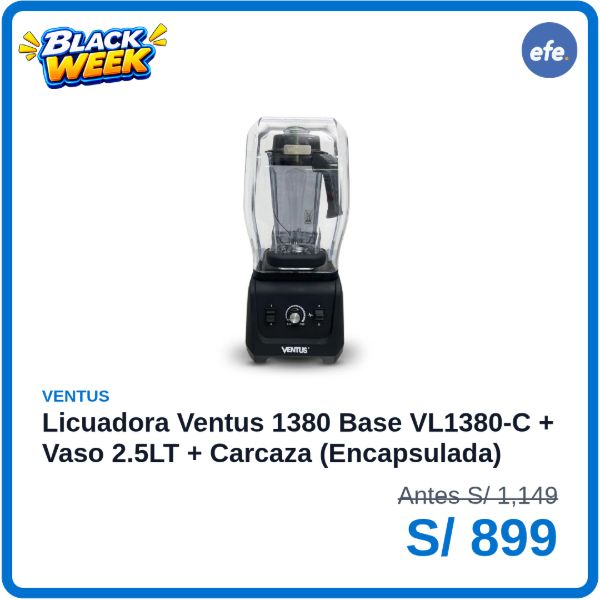 BLACK
WEEK
efe.
VENTUS
VENTUS
Licuadora Ventus 1380 Base VL1380-C +
Vaso 2.5LT + Carcaza (Encapsulada)
Antes S/ 1,149
S/ 899